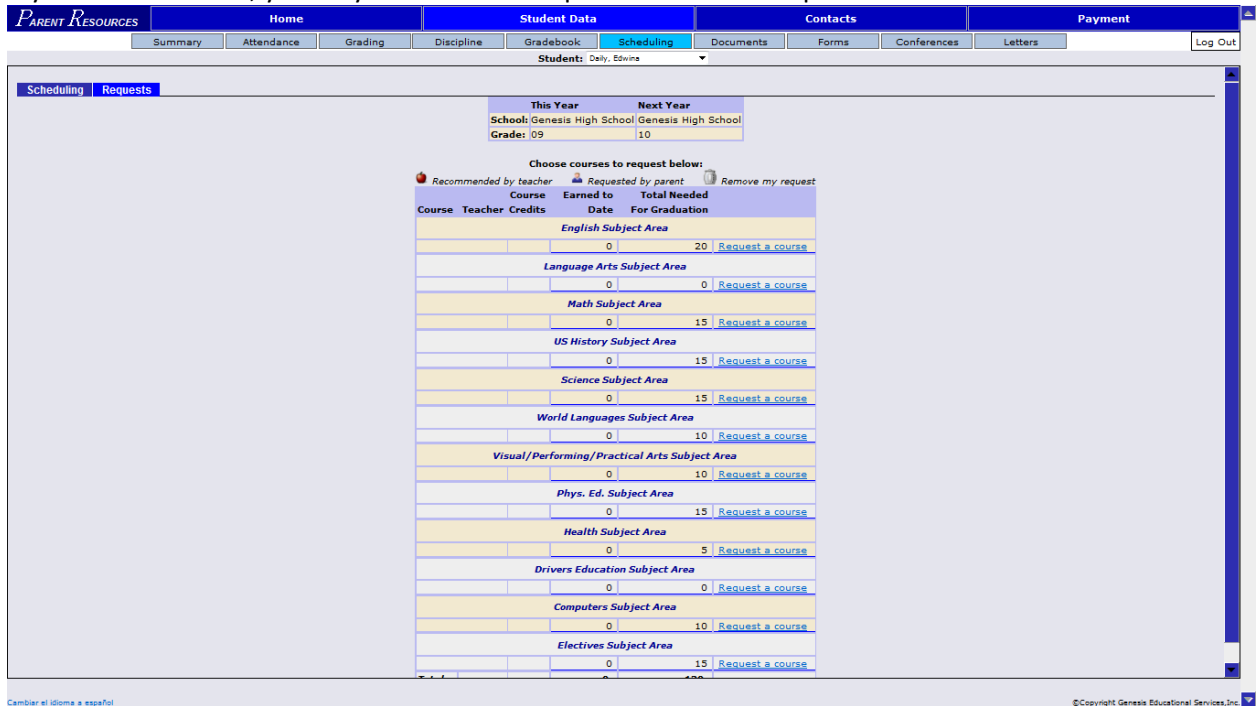 PARENT RESOURCES Home Student Data Contacts Payment
Summary Attendance Grading Discipline Gradebook Scheduling Documents Forms Conferences Letters Log Out
Student: Daily, Edwina
Scheduling Requests
This Year Next Year
School: Genesis High School Genesis High School
Grade: 09 10
Choose courses to request below:
Recommended by teacher Requested by parent Remove my request
Course Earned to Total Needed
Course Teacher Credits Date For Graduation
English Subject Area
0 20 Request a course
Language Arts Subject Area
0 0 Request a course
Math Subject Area
0 15 Request a course
US History Subject Area
0 15 Request a course
Science Subject Area
0 15 Request a course
World Languages Subject Area
0 10 Request a course
Visual/Performing/Practical Arts Subject Area
0 10 Request a course
Phys. Ed. Subject Area
0 15 Request a course
Health Subject Area
0 5 Request a course
Drivers Education Subject Area
0 0 Request a course
Computers Subject Area
0 10 Request a course
Electives Subject Area
0 15 Request a course
Cambiar el idioma a español ©Copyright Genesis Educational Services,Inc.